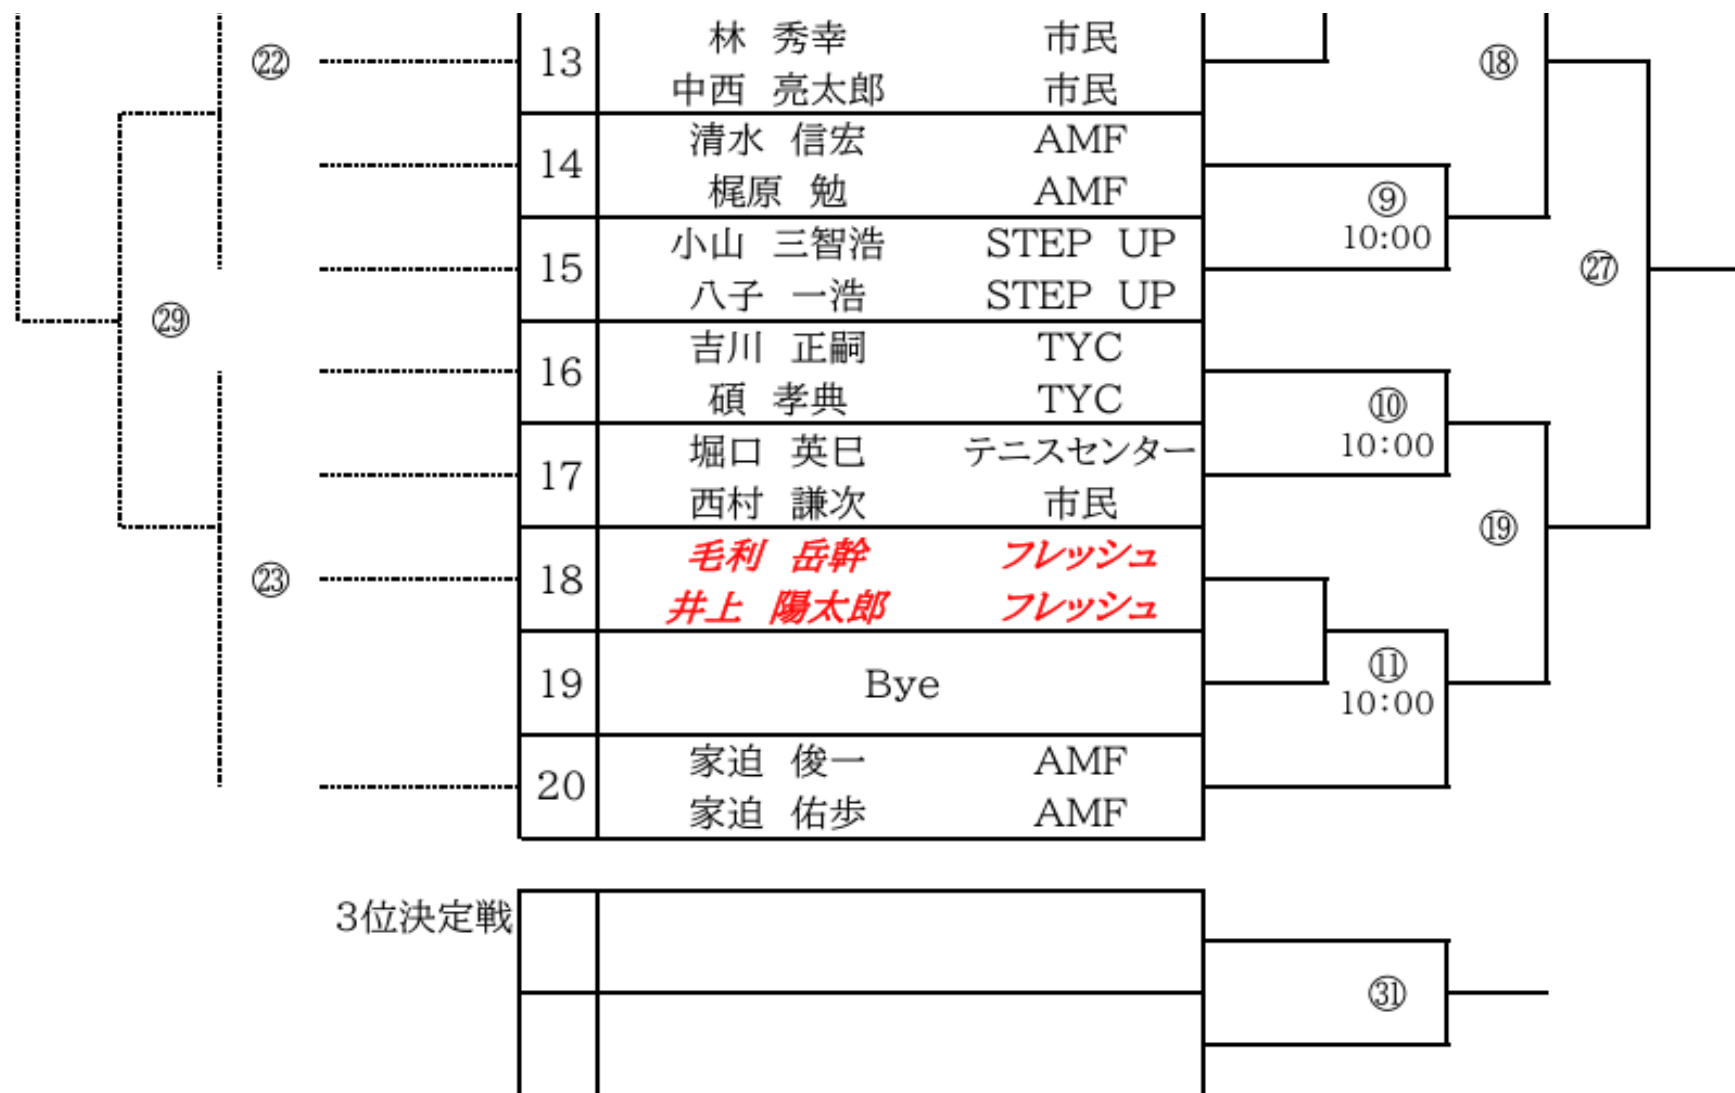 林 秀幸 市民
㉒ 13 ⑱
中西 亮太郎 市民
清水 信宏 AMF
14
梶原 勉 AMF ⑨
小山 三智浩 STEP UP 10:00
15 ㉗
八子 一浩 STEP UP
㉙
吉川 正嗣 TYC
16
碩 孝典 TYC ⑩
堀口 英巳 テニスセンター 10:00
17
西村 謙次 市民
⑲
毛利 岳幹 フレッシュ
㉓ 18
井上 陽太郎 フレッシュ
⑪
19 Bye
10:00
家迫 俊一 AMF
20
家迫 佑歩 AMF
3位決定戦
㉛